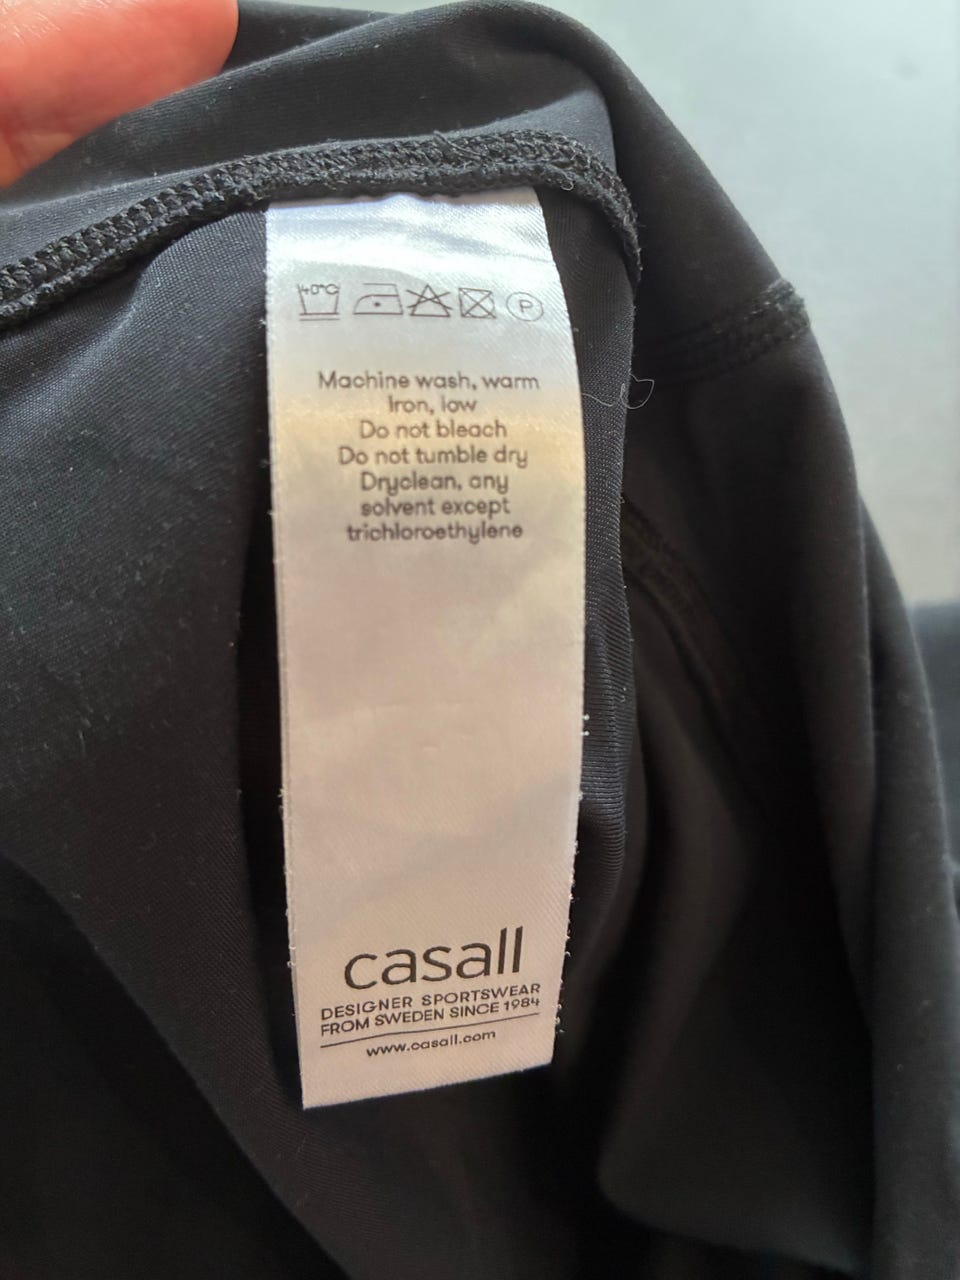 40°C P
Machine wash, warm
Iron, low
Do not bleach
Do not tumble dry
Dryclean, any
solvent except
trichloroethylene
casall
DESIGNER SPORTSWEAR
FROM SWEDEN SINCE 1984
www.casall.com